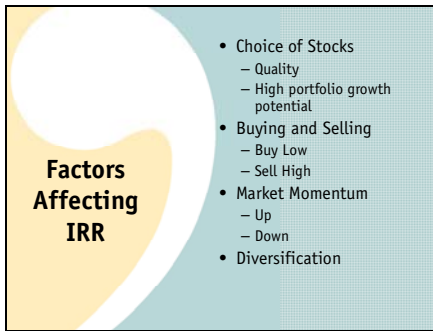 Factors
Affecting
IRR
• Choice of Stocks
– Quality
– High portfolio growth
potential
• Buying and Selling
– Buy Low
– Sell High
• Market Momentum
– Up
– Down
• Diversification